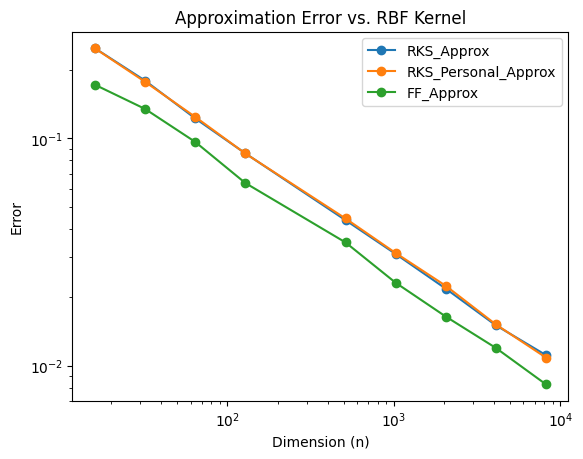 Approximation Error vs. RBF Kernel
RKS_Approx
RKS_Personal_Approx
FF_Approx
Error
10⁻¹
10⁻²
10²
10³
10⁴
Dimension (n)